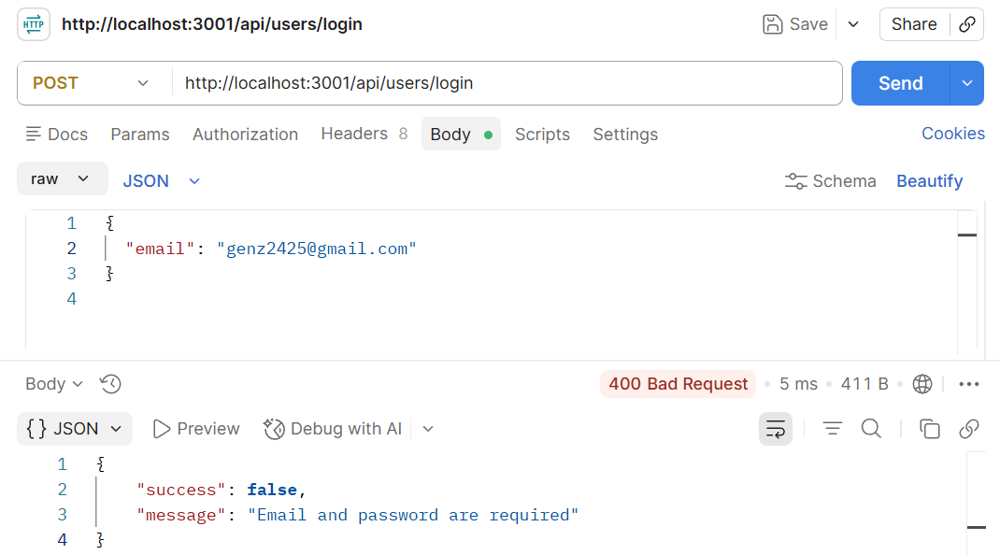 HTTP http://localhost:3001/api/users/login Save Share
POST http://localhost:3001/api/users/login Send
Docs Params Authorization Headers 8 Body Scripts Settings Cookies
raw JSON Schema Beautify
1 {
2 "email": "genz2425@gmail.com"
3 }
4
Body 400 Bad Request 5 ms 411 B
{} JSON Preview Debug with AI
1 {
2 "success": false,
3 "message": "Email and password are required"
4 }